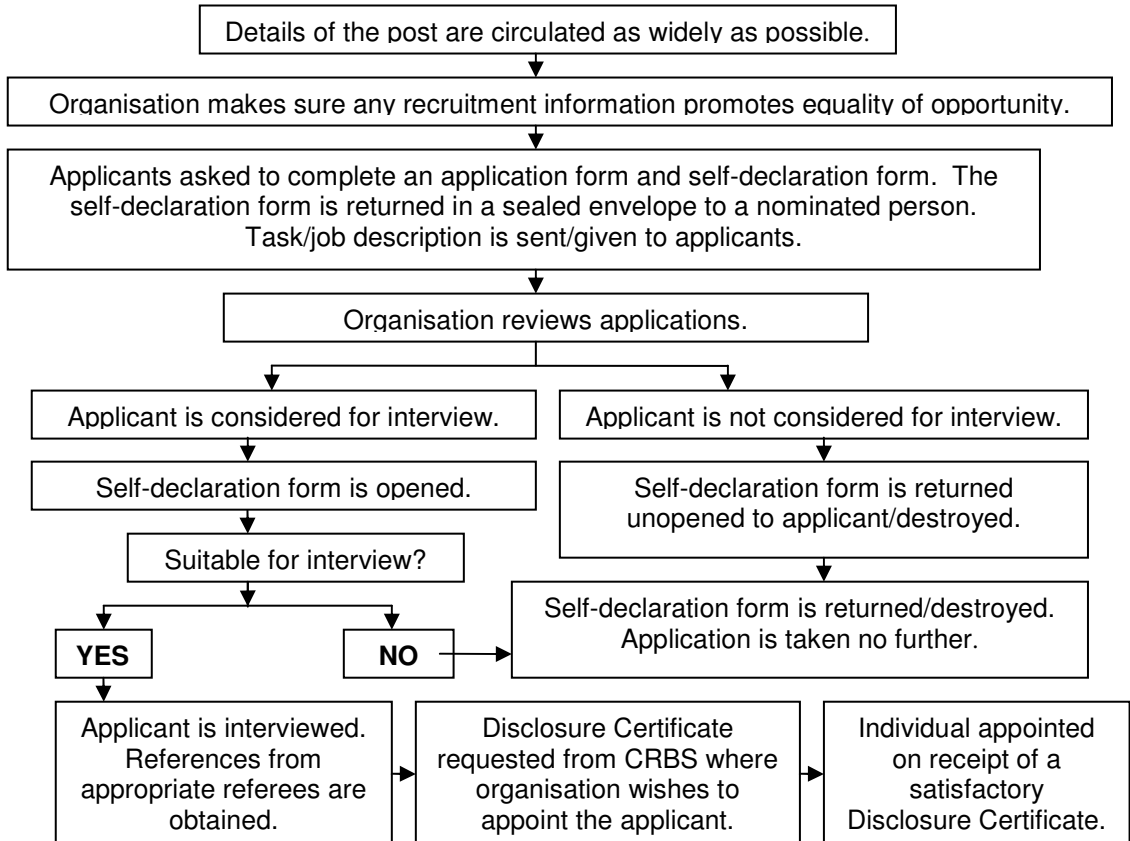 Details of the post are circulated as widely as possible.
Organisation makes sure any recruitment information promotes equality of opportunity.
Applicants asked to complete an application form and self-declaration form.  The
self-declaration form is returned in a sealed envelope to a nominated person.
Task/job description is sent/given to applicants.
Organisation reviews applications.
Applicant is considered for interview.
Applicant is not considered for interview.
Self-declaration form is opened.
Self-declaration form is returned
unopened to applicant/destroyed.
Suitable for interview?
Self-declaration form is returned/destroyed.
Application is taken no further.
YES
NO
Applicant is interviewed.
References from
appropriate referees are
obtained.
Disclosure Certificate
requested from CRBS where
organisation wishes to
appoint the applicant.
Individual appointed
on receipt of a
satisfactory
Disclosure Certificate.